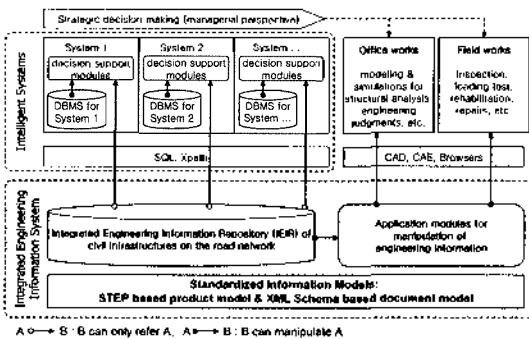 Strategic decision making (managerial perspective)
Intelligent Systems
System 1
decision support
modules
DBMS for
System 1
System 2
decision support
modules
DBMS for
System 2
System ...
decision support
modules
DBMS for
System ...
SQL, Xpath
Office works
modeling &
simulations for
structural analysis
engineering
judgments, etc.
Field works
Inspection,
loading test,
rehabilitation,
repairs, etc
CAD, CAE, Browsers
Integrated Engineering
Information System
Integrated Engineering Information Repository (IEIR) of
civil infrastructures on the road network
Application modules for
manipulation of
engineering information
Standardized Information Models:
STEP based product model & XML Schema based document model
A o—▸ B : B can only refer A, A •—▸ B : B can manipulate A